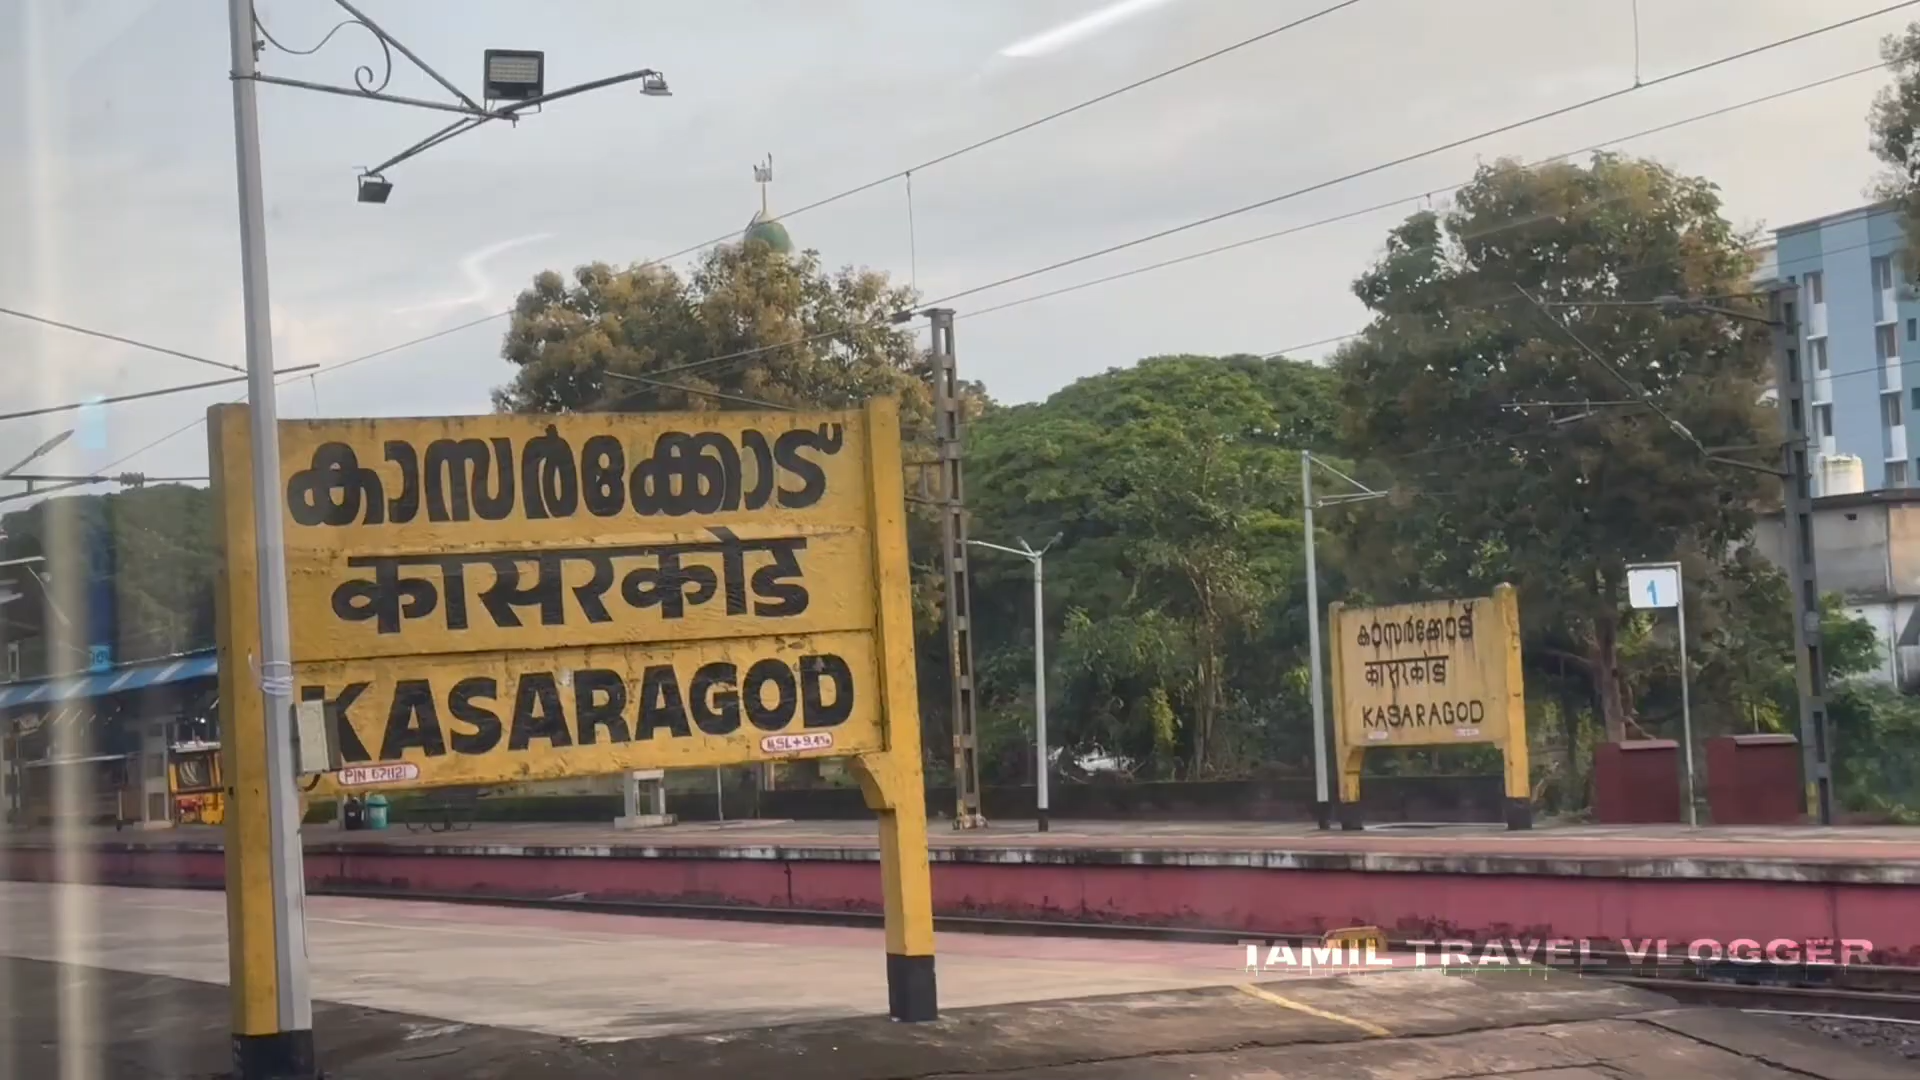 കാസർക്കോട്
कासरकोड
KASARAGOD
PIN 671121
കാസർക്കോട്
कासरकोड
KASARAGOD
1
TAMIL TRAVEL VLOGGER